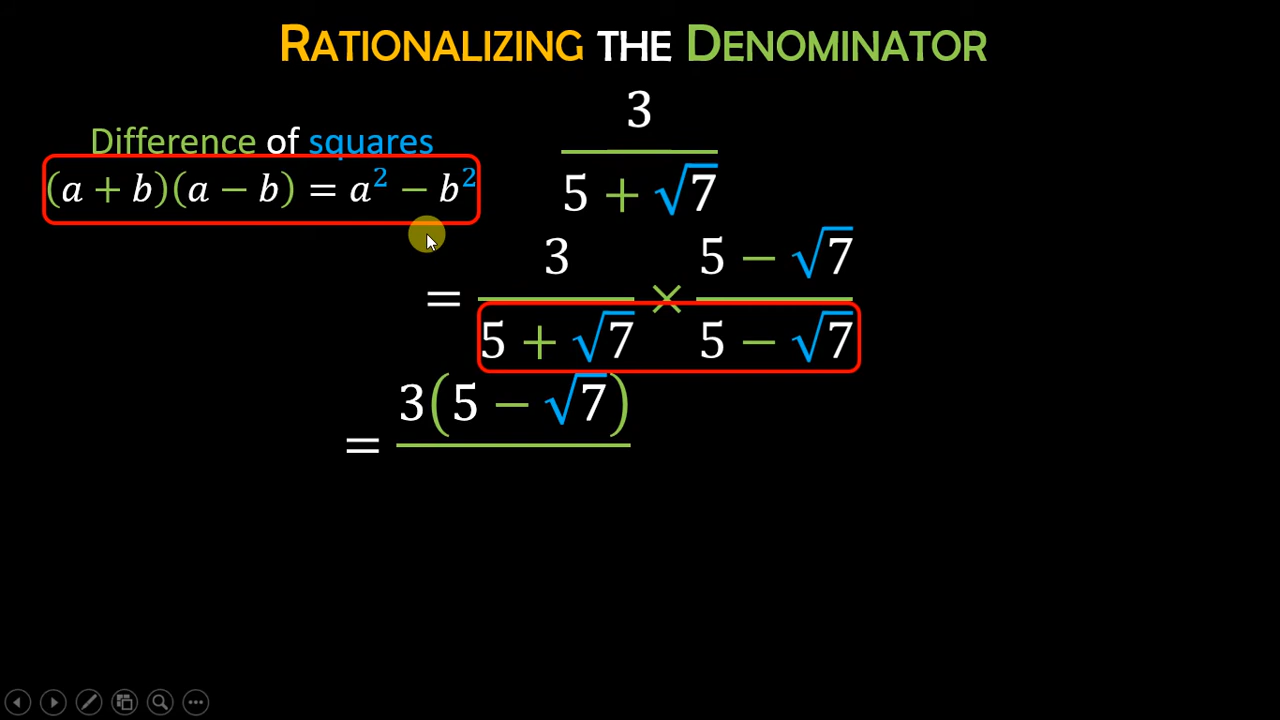 RATIONALIZING THE DENOMINATOR
Difference of squares
(a + b)(a − b) = a² − b²
3
5 + √7
= 3 × 5 − √7
5 + √7 5 − √7
= 3(5 − √7)